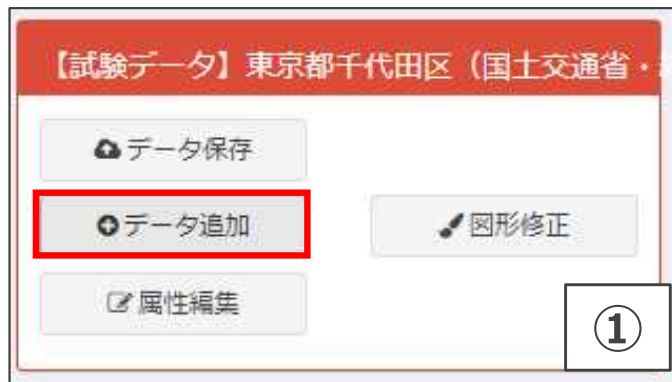 【試験データ】東京都千代田区（国土交通省・
データ保存
データ追加
図形修正
属性編集
①